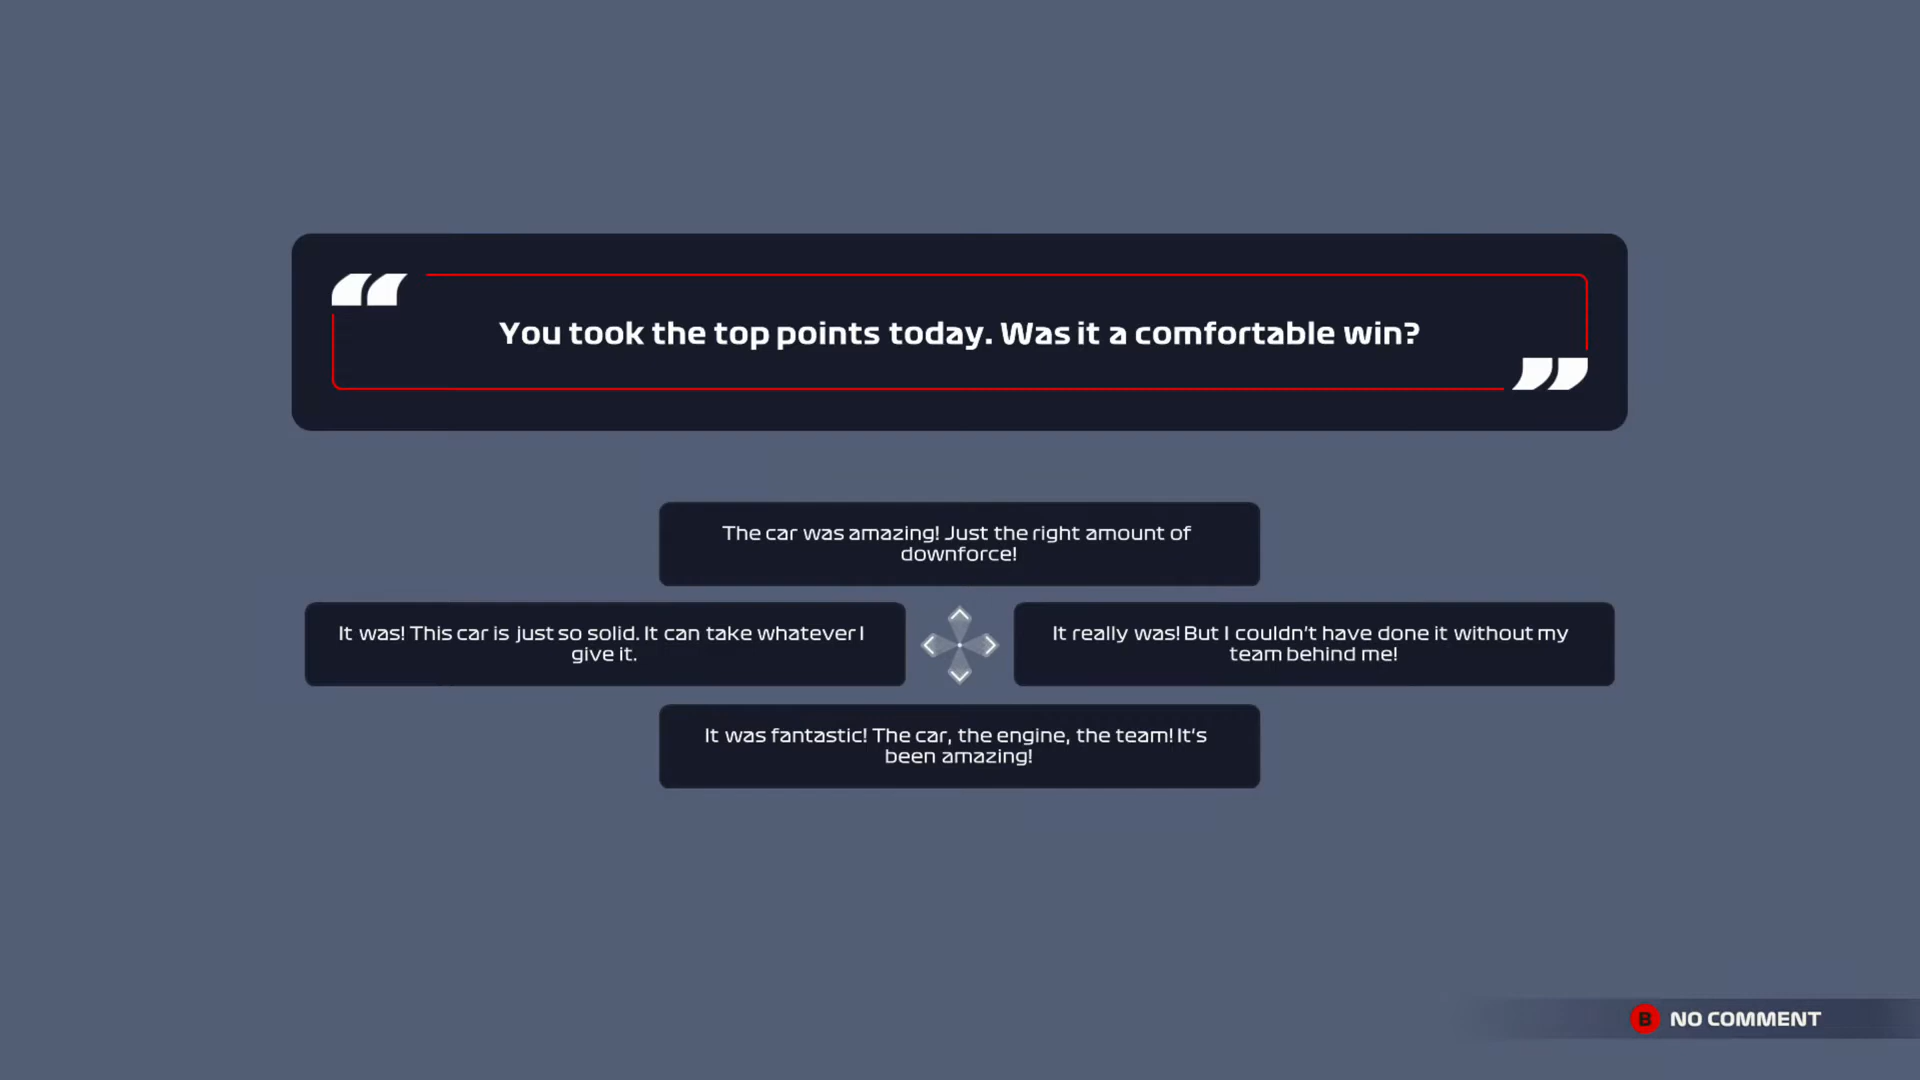 You took the top points today. Was it a comfortable win?
The car was amazing! Just the right amount of
downforce!
It was! This car is just so solid. It can take whatever I
give it.
It really was! But I couldn't have done it without my
team behind me!
It was fantastic! The car, the engine, the team! It's
been amazing!
B NO COMMENT